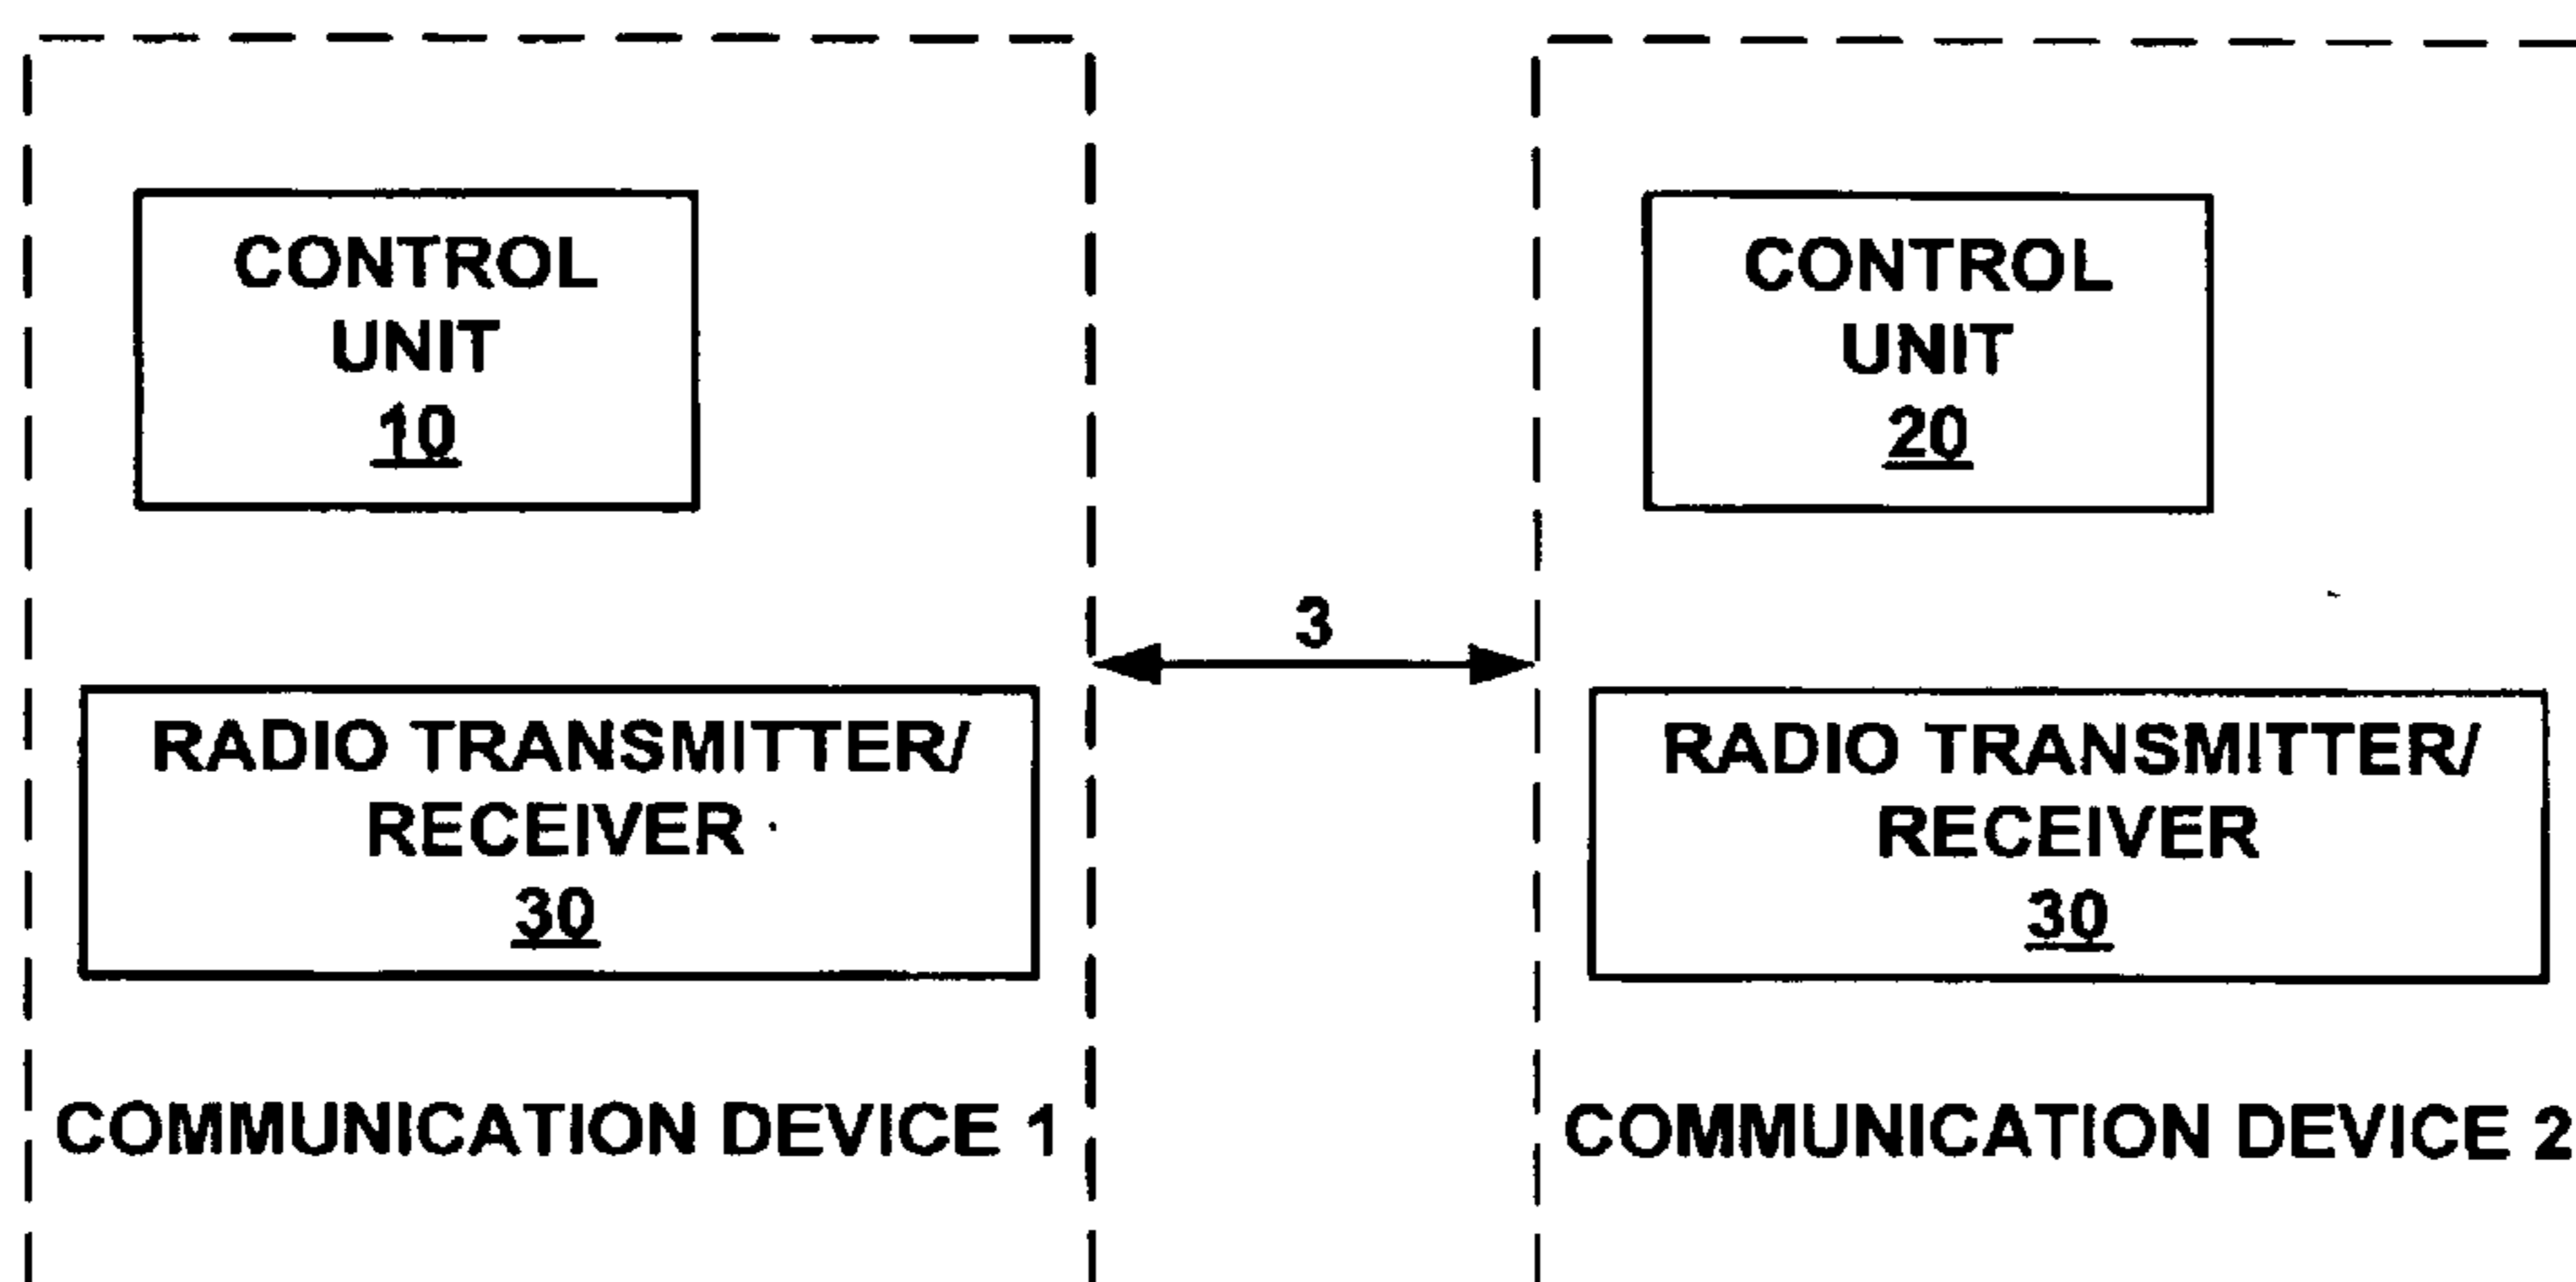 CONTROL
UNIT
10
RADIO TRANSMITTER/
RECEIVER
30
COMMUNICATION DEVICE 1
3
CONTROL
UNIT
20
RADIO TRANSMITTER/
RECEIVER
30
COMMUNICATION DEVICE 2